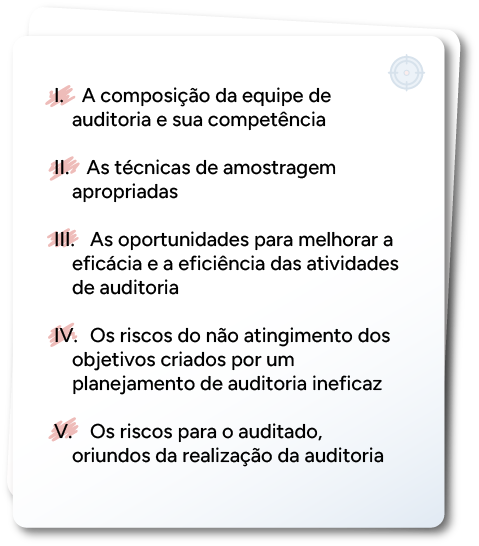 I. A composição da equipe de
auditoria e sua competência
II. As técnicas de amostragem
apropriadas
III. As oportunidades para melhorar a
eficácia e a eficiência das atividades
de auditoria
IV. Os riscos do não atingimento dos
objetivos criados por um
planejamento de auditoria ineficaz
V. Os riscos para o auditado,
oriundos da realização da auditoria